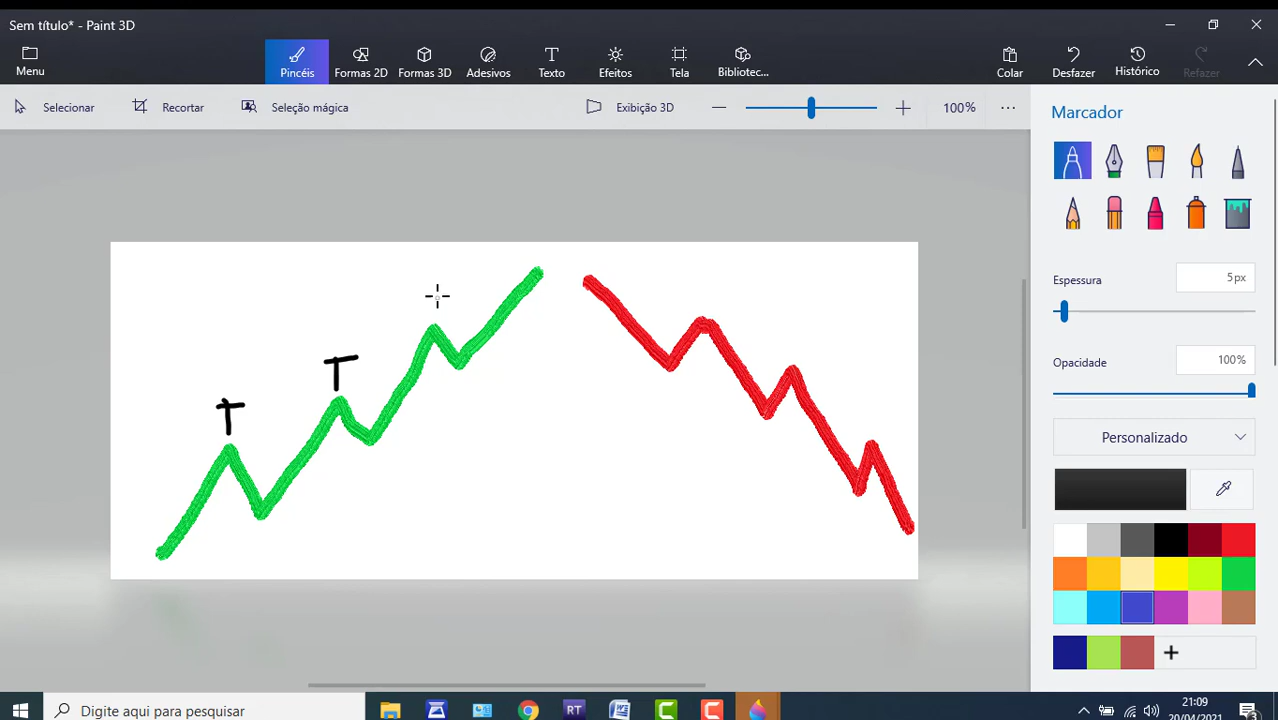 Sem título* - Paint 3D
Menu
Pincéis
Formas 2D
Formas 3D
Adesivos
Texto
Efeitos
Tela
Bibliotec...
Colar
Desfazer
Histórico
Refazer
Selecionar
Recortar
Seleção mágica
Exibição 3D
100%
Marcador
Espessura
5px
Opacidade
100%
Personalizado
T
T
RT
Digite aqui para pesquisar
21:09
20/04/2021
3